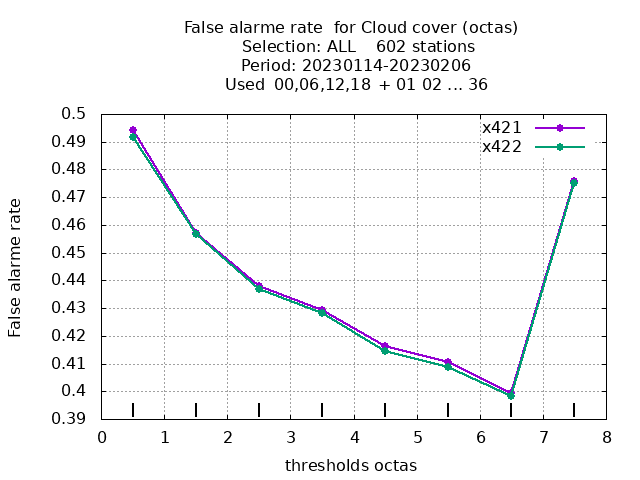 False alarme rate  for Cloud cover (octas)
Selection: ALL    602 stations
Period: 20230114-20230206
Used  00,06,12,18  + 01 02 ... 36
x421
x422
False alarme rate
0.5
0.49
0.48
0.47
0.46
0.45
0.44
0.43
0.42
0.41
0.4
0.39
0 1 2 3 4 5 6 7 8
thresholds octas